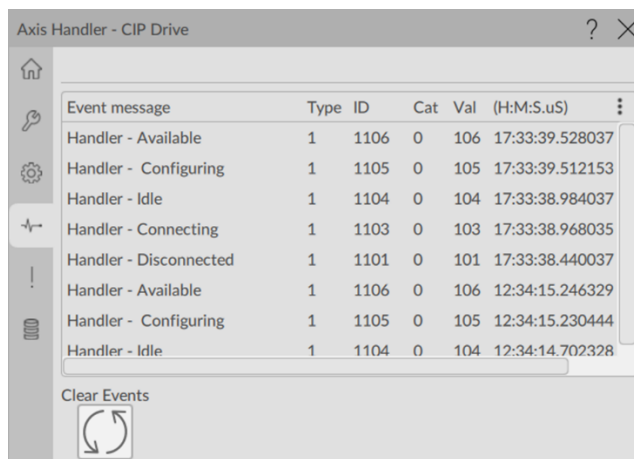 Axis Handler - CIP Drive ?
Event message Type ID Cat Val (H:M:S.uS)
Handler - Available 1 1106 0 106 17:33:39.528037
Handler - Configuring 1 1105 0 105 17:33:39.512153
Handler - Idle 1 1104 0 104 17:33:38.984037
Handler - Connecting 1 1103 0 103 17:33:38.968035
Handler - Disconnected 1 1101 0 101 17:33:38.440037
Handler - Available 1 1106 0 106 12:34:15.246329
Handler - Configuring 1 1105 0 105 12:34:15.230444
Handler - Idle 1 1104 0 104 12:34:14.702328
Clear Events